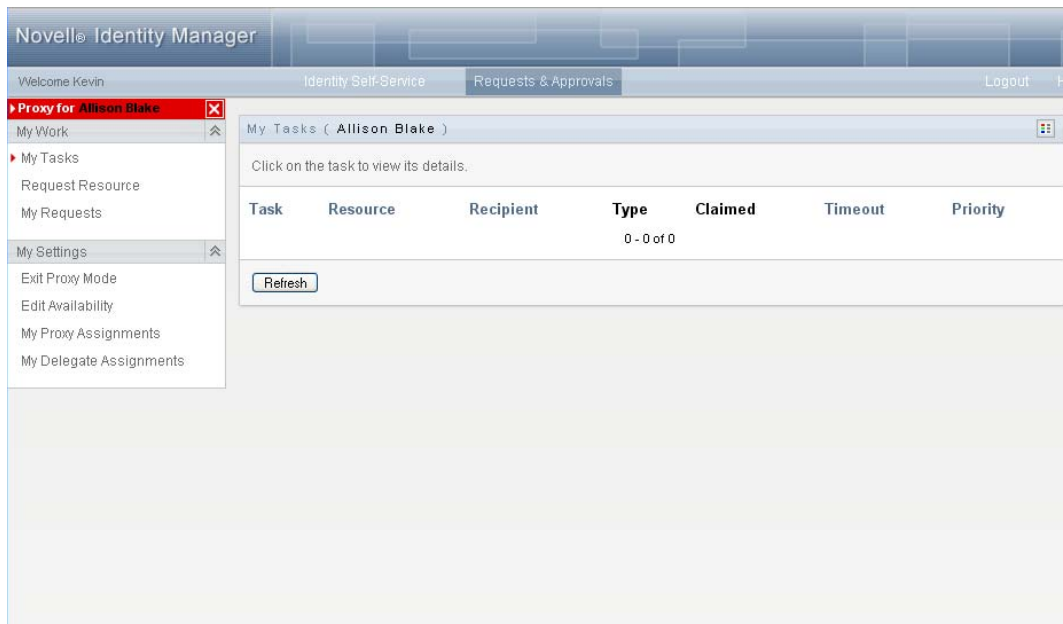 Novell® Identity Manager
Welcome Kevin
Identity Self-Service
Requests & Approvals
Logout
Proxy for Allison Blake
My Work
My Tasks
Request Resource
My Requests
My Settings
Exit Proxy Mode
Edit Availability
My Proxy Assignments
My Delegate Assignments
My Tasks ( Allison Blake )
Click on the task to view its details.
Task Resource Recipient Type Claimed Timeout Priority
0 - 0 of 0
Refresh